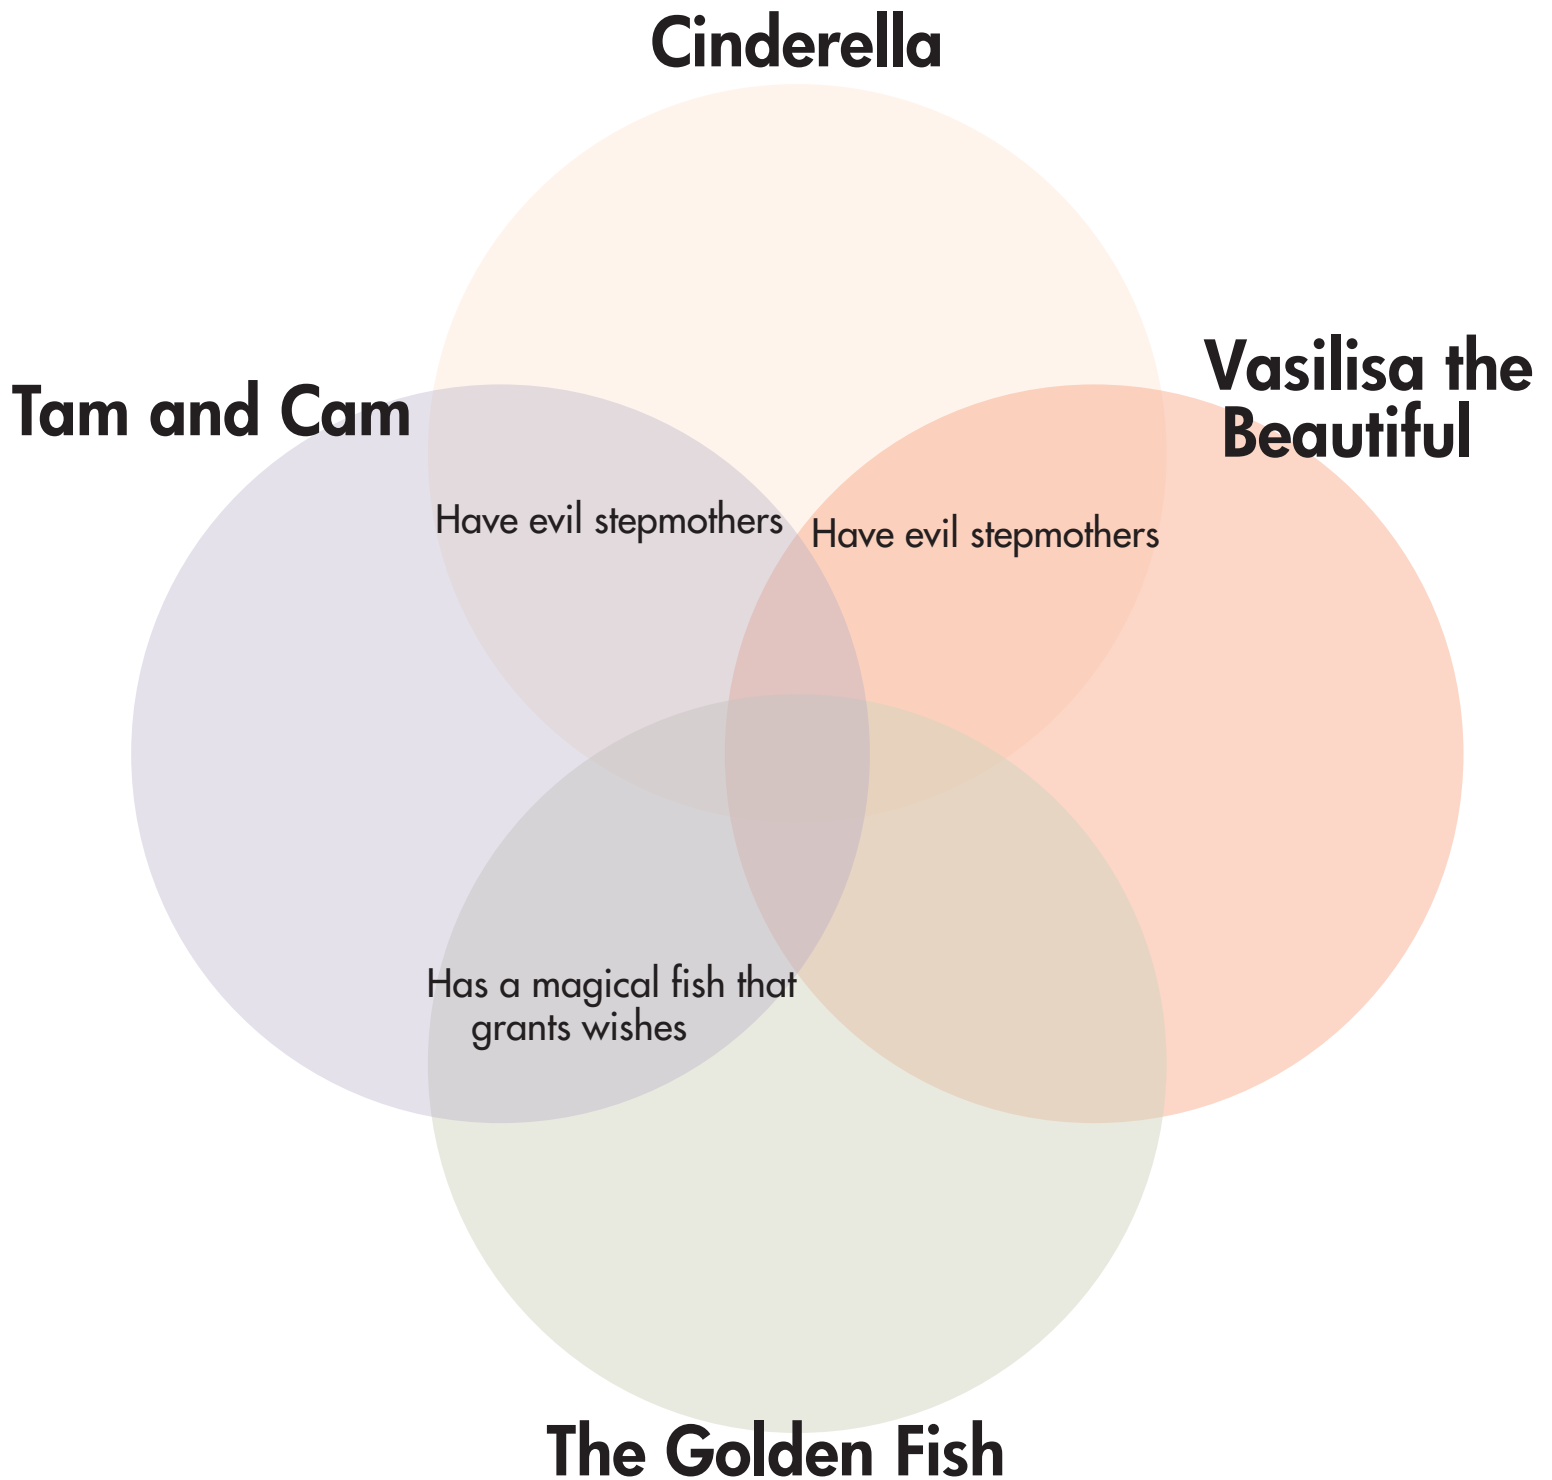 Cinderella
Vasilisa the
Beautiful
Tam and Cam
Have evil stepmothers
Have evil stepmothers
Has a magical fish that
grants wishes
The Golden Fish